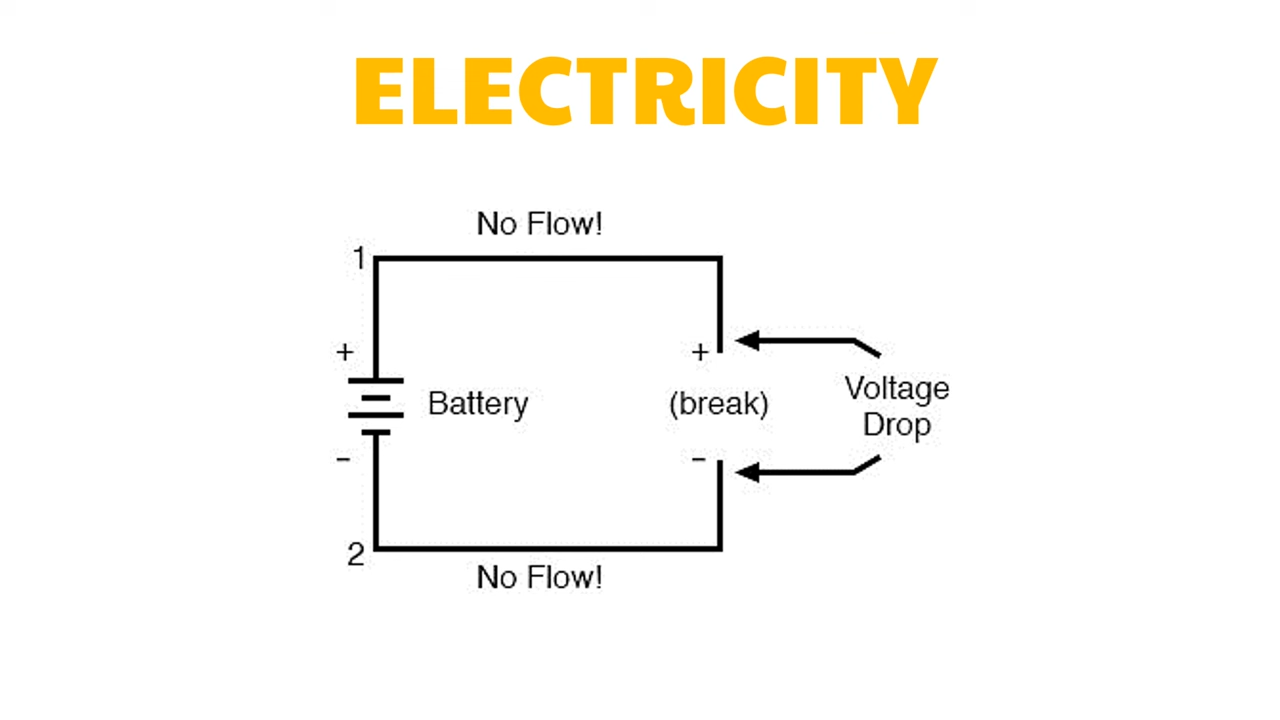 ELECTRICITY
No Flow!
1
+
+
Voltage
Drop
Battery
(break)
-
-
2
No Flow!